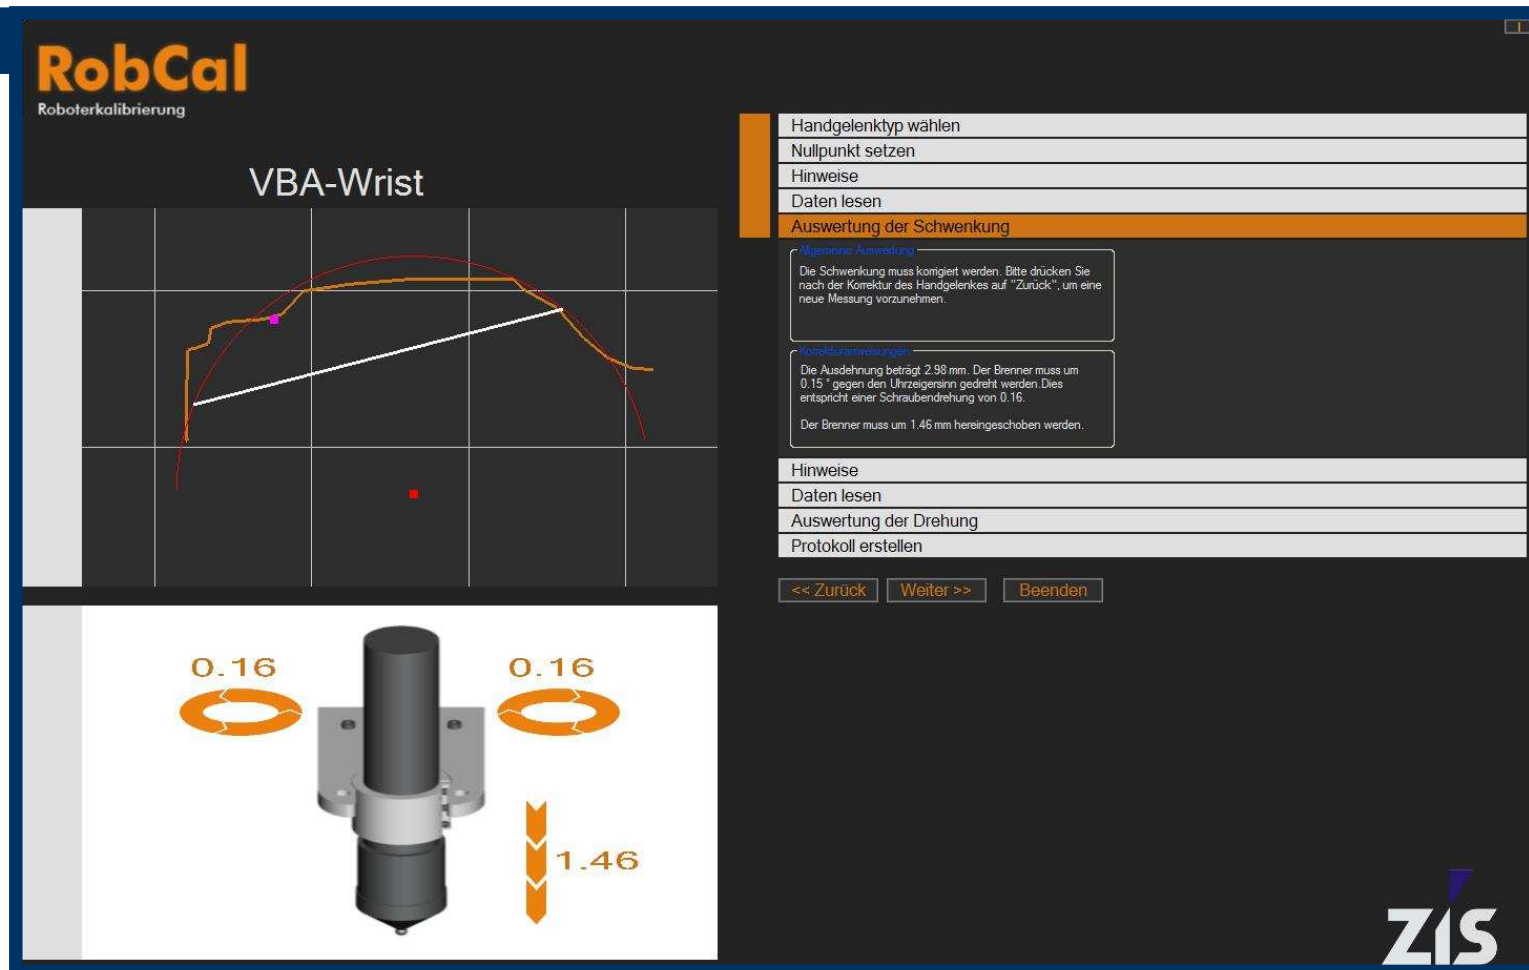 RobCal
Roboterkalibrierung
VBA-Wrist
Handgelenktyp wählen
Nullpunkt setzen
Hinweise
Daten lesen
Auswertung der Schwenkung
Allgemeine Auswertung
Die Schwenkung muss korrigiert werden. Bitte drücken Sie
nach der Korrektur des Handgelenkes auf "Zurück", um eine
neue Messung vorzunehmen.
Korrekturanweisungen
Die Ausdehnung beträgt 2.98 mm. Der Brenner muss um
0.15 ° gegen den Uhrzeigersinn gedreht werden.Dies
entspricht einer Schraubendrehung von 0.16.
Der Brenner muss um 1.46 mm hereingeschoben werden.
Hinweise
Daten lesen
Auswertung der Drehung
Protokoll erstellen
<< Zurück
Weiter >>
Beenden
0.16
0.16
1.46
ZIS